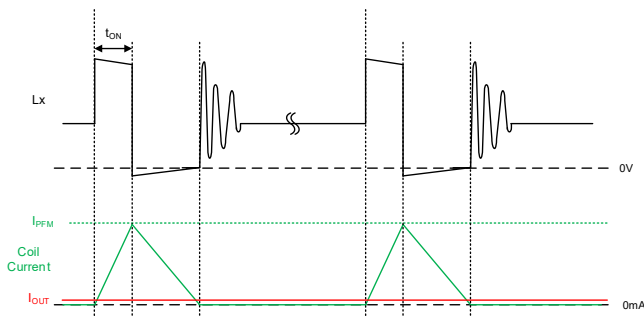 tON
Lx
0V
IPFM
Coil
Current
IOUT
0mA